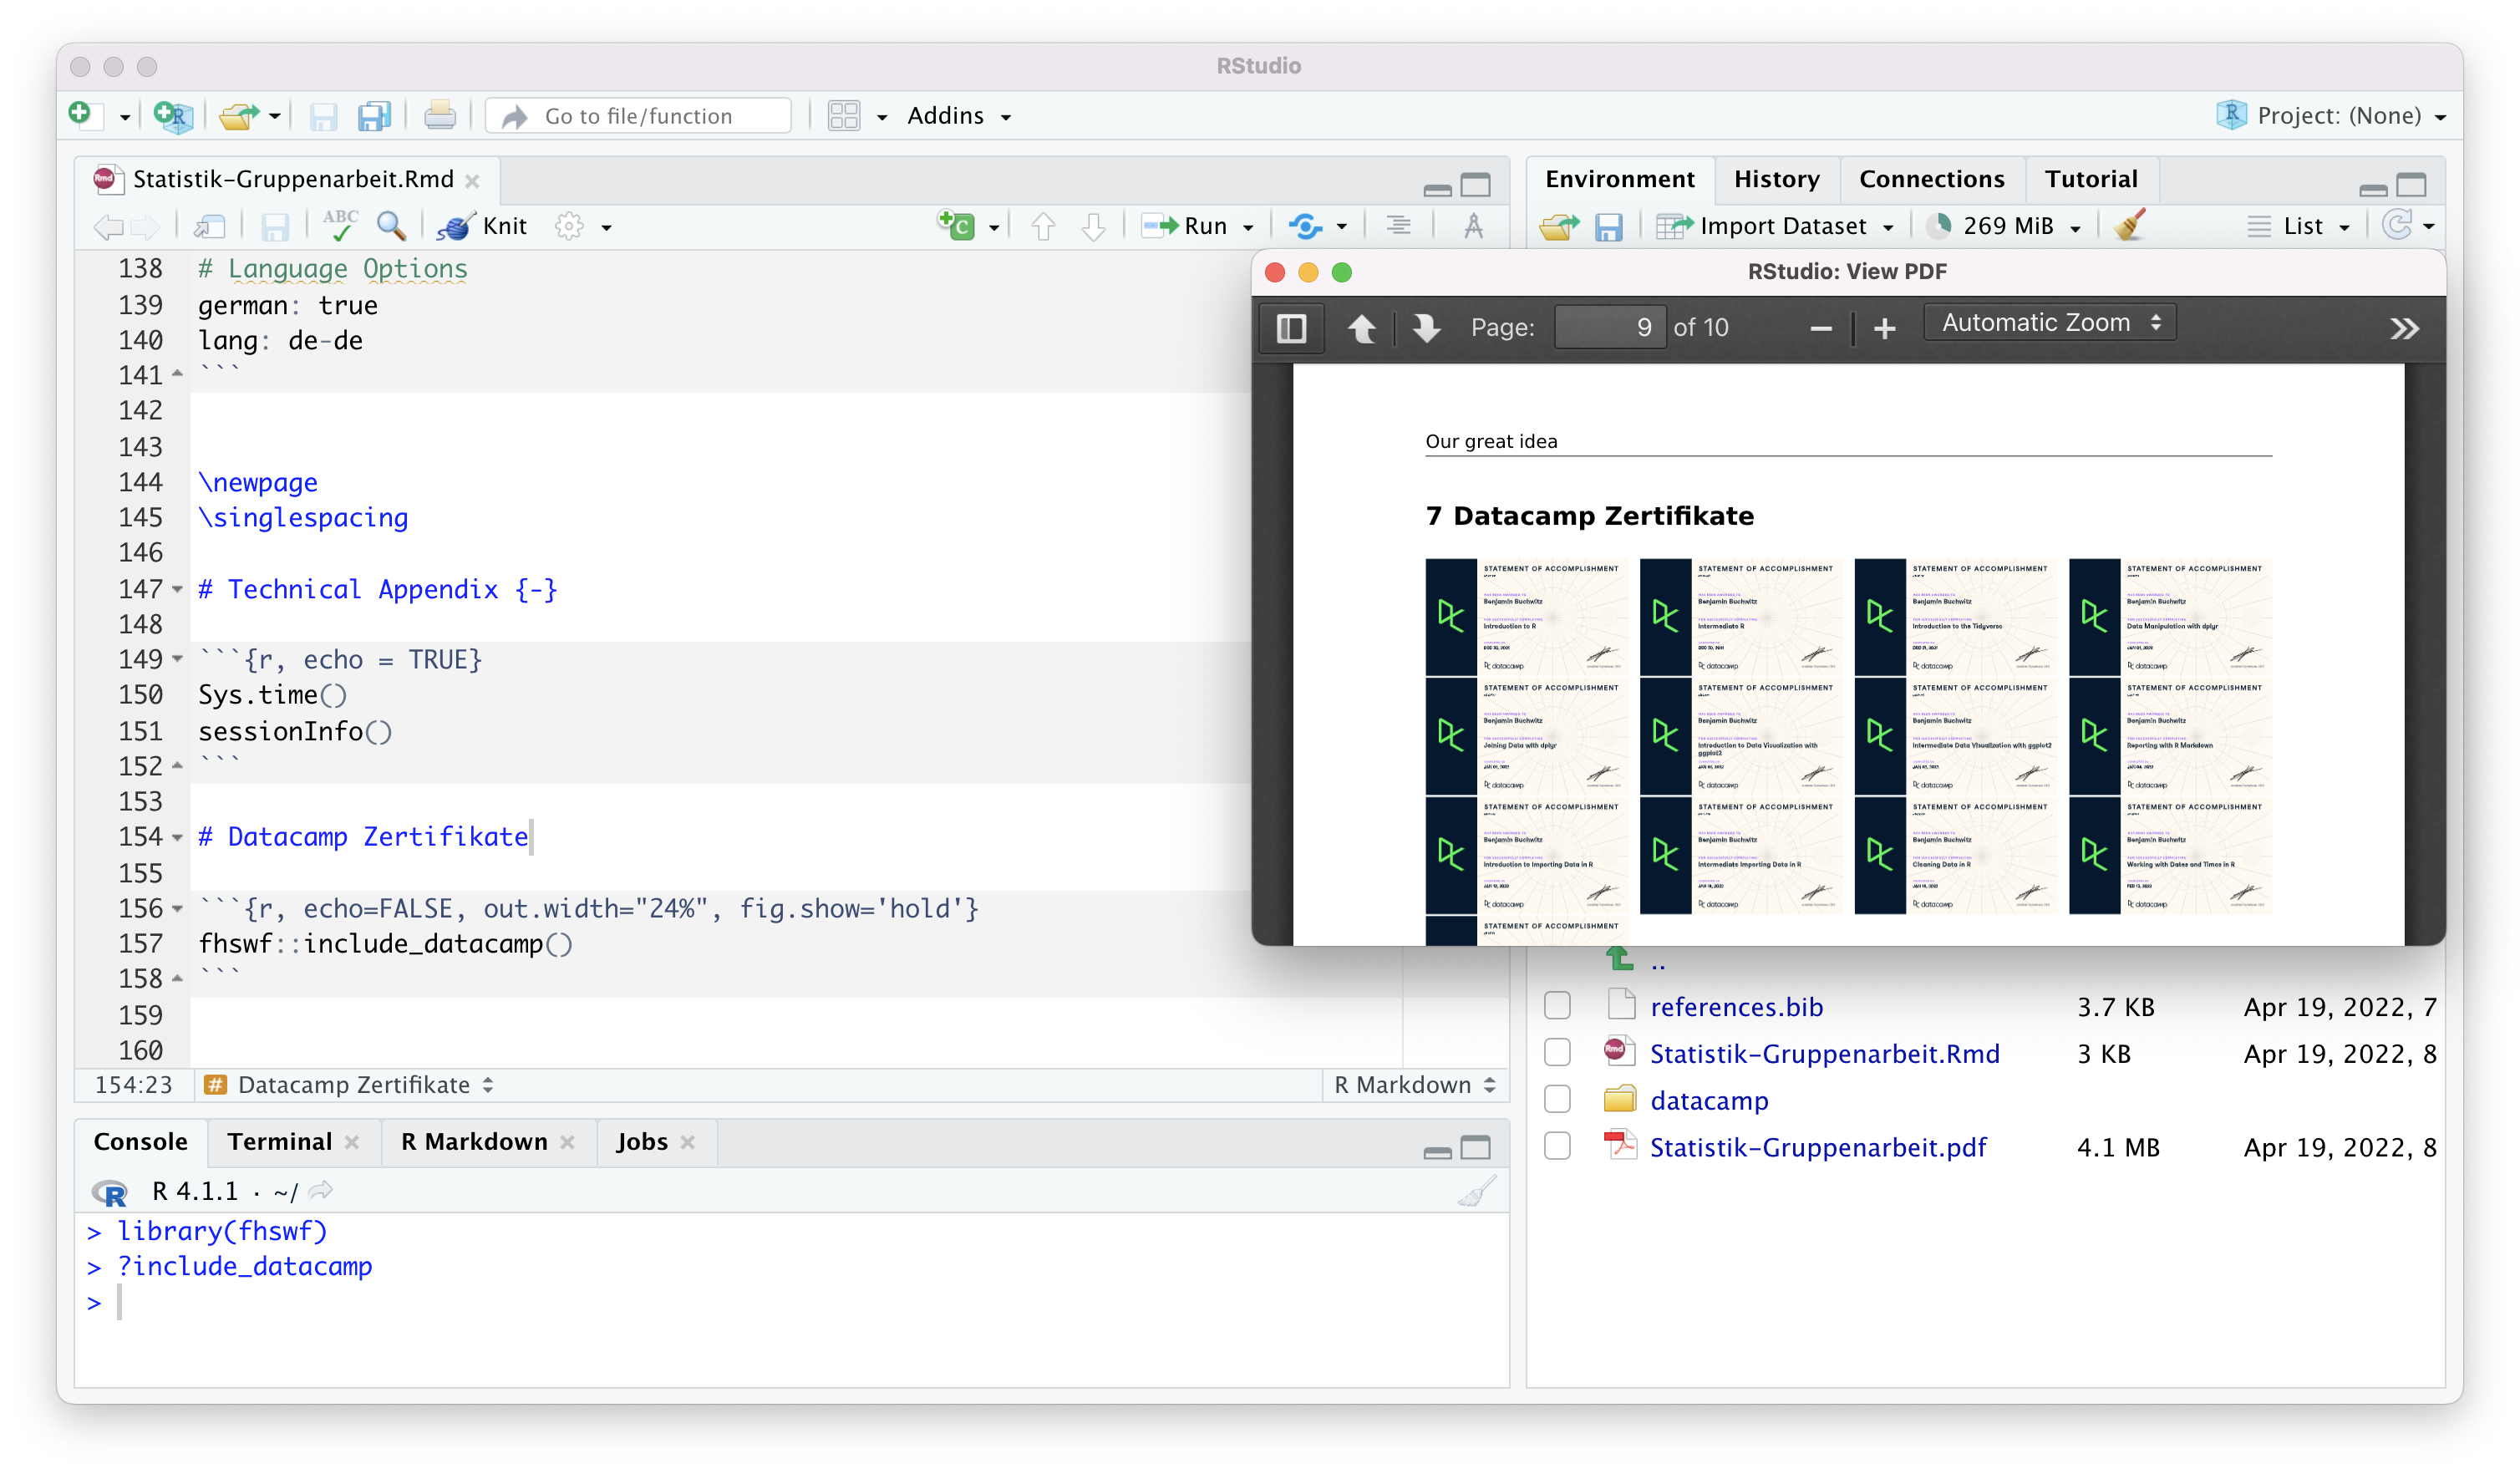 RStudio
Go to file/function
Addins
Project: (None)
Statistik-Gruppenarbeit.Rmd
ABC
Knit
Run
138 # Language Options
139 german: true
140 lang: de-de
141 ```
142
143
144 \newpage
145 \singlespacing
146
147 # Technical Appendix {-}
148
149 ```{r, echo = TRUE}
150 Sys.time()
151 sessionInfo()
152 ```
153
154 # Datacamp Zertifikate
155
156 ```{r, echo=FALSE, out.width="24%", fig.show='hold'}
157 fhswf::include_datacamp()
158 ```
159
160
154:23 # Datacamp Zertifikate R Markdown
Console Terminal R Markdown Jobs
R 4.1.1 · ~/
> library(fhswf)
> ?include_datacamp
>
Environment History Connections Tutorial
Import Dataset 269 MiB List
RStudio: View PDF
Page: 9 of 10 Automatic Zoom
Our great idea
7 Datacamp Zertifikate
STATEMENT OF ACCOMPLISHMENT STATEMENT OF ACCOMPLISHMENT STATEMENT OF ACCOMPLISHMENT STATEMENT OF ACCOMPLISHMENT
Benjamin Buchwitz Benjamin Buchwitz Benjamin Buchwitz Benjamin Buchwitz
Introduction to R Intermediate R Introduction to the Tidyverse Data Manipulation with dplyr
datacamp datacamp datacamp datacamp
STATEMENT OF ACCOMPLISHMENT STATEMENT OF ACCOMPLISHMENT STATEMENT OF ACCOMPLISHMENT STATEMENT OF ACCOMPLISHMENT
Benjamin Buchwitz Benjamin Buchwitz Benjamin Buchwitz Benjamin Buchwitz
Joining Data with dplyr Introduction to Data Visualization with ggplot2 Intermediate Data Visualization with ggplot2 Reporting with R Markdown
datacamp datacamp datacamp datacamp
STATEMENT OF ACCOMPLISHMENT STATEMENT OF ACCOMPLISHMENT STATEMENT OF ACCOMPLISHMENT STATEMENT OF ACCOMPLISHMENT
Benjamin Buchwitz Benjamin Buchwitz Benjamin Buchwitz Benjamin Buchwitz
Introduction to Importing Data in R Intermediate Importing Data in R Cleaning Data in R Working with Dates and Times in R
datacamp datacamp datacamp datacamp
STATEMENT OF ACCOMPLISHMENT
..
references.bib 3.7 KB Apr 19, 2022, 7
Statistik-Gruppenarbeit.Rmd 3 KB Apr 19, 2022, 8
datacamp
Statistik-Gruppenarbeit.pdf 4.1 MB Apr 19, 2022, 8